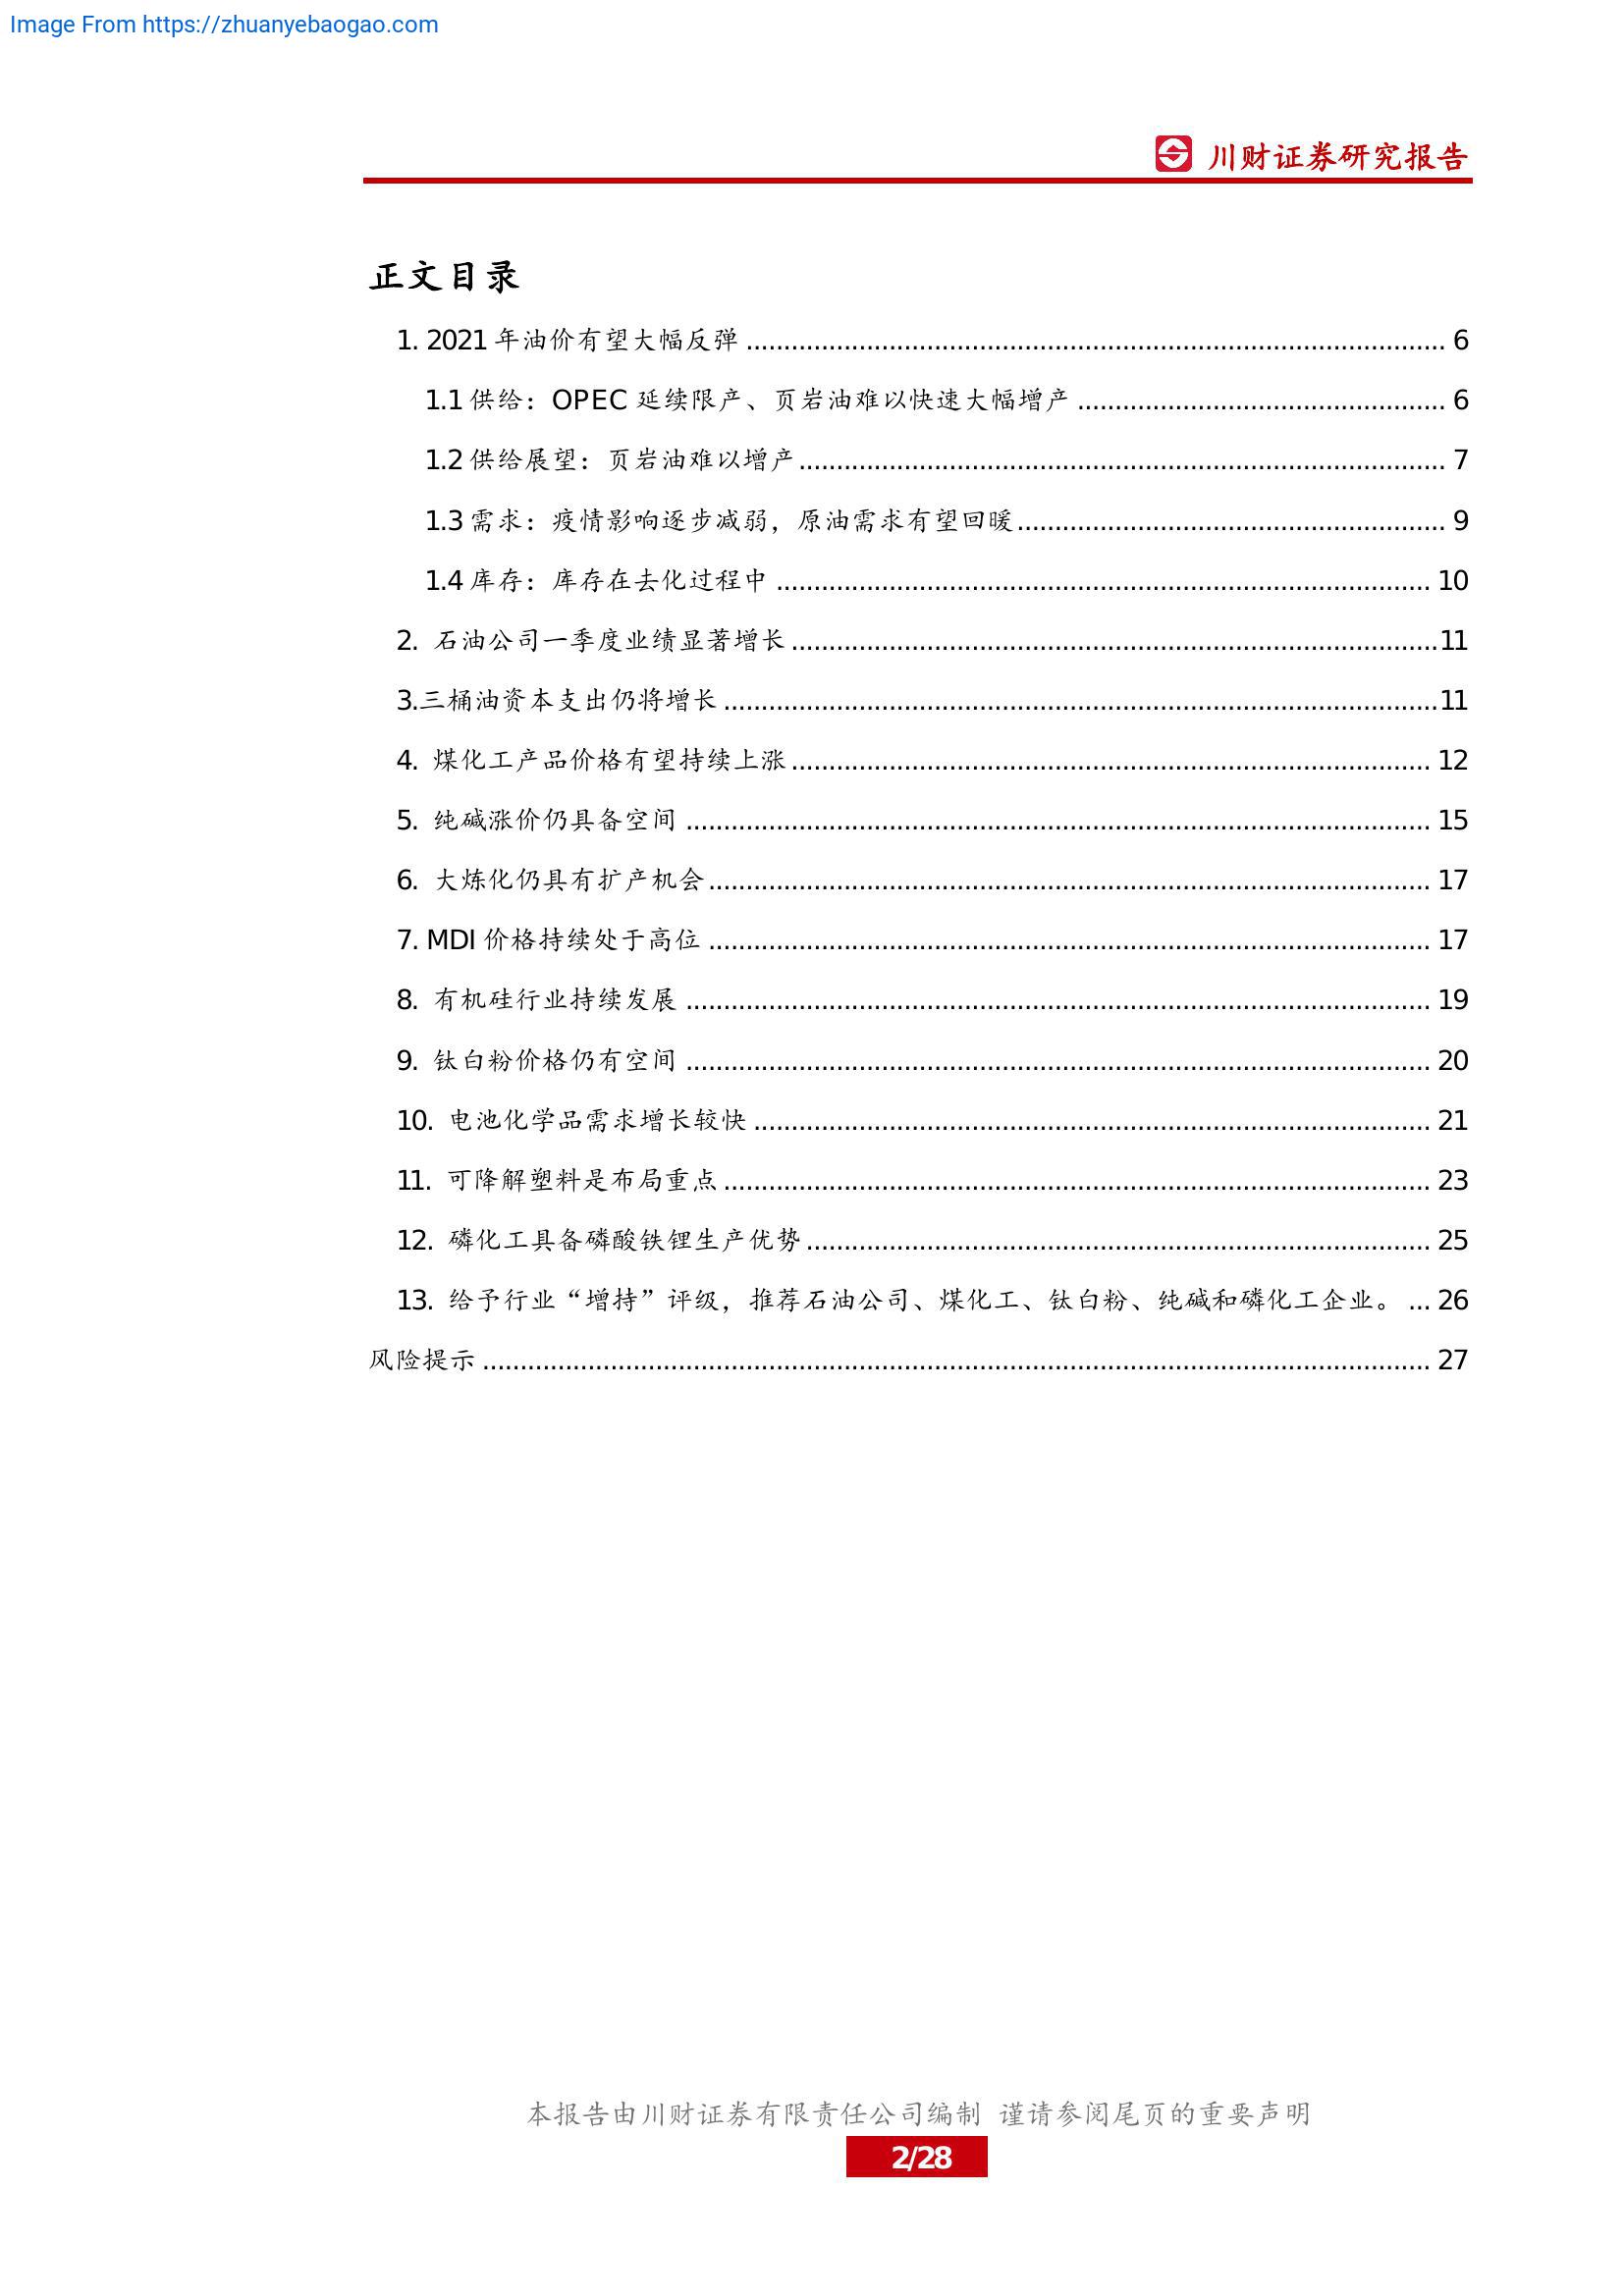 Image From https://zhuanyebaogao.com
川财证券研究报告
正文目录
1. 2021 年油价有望大幅反弹 ........................................ 6
1.1 供给：OPEC 延续限产、页岩油难以快速大幅增产 ........................................ 6
1.2 供给展望：页岩油难以增产 ........................................ 7
1.3 需求：疫情影响逐步减弱，原油需求有望回暖 ........................................ 9
1.4 库存：库存在去化过程中 ........................................ 10
2. 石油公司一季度业绩显著增长 ........................................ 11
3.三桶油资本支出仍将增长 ........................................ 11
4. 煤化工产品价格有望持续上涨 ........................................ 12
5. 纯碱涨价仍具备空间 ........................................ 15
6. 大炼化仍具有扩产机会 ........................................ 17
7. MDI 价格持续处于高位 ........................................ 17
8. 有机硅行业持续发展 ........................................ 19
9. 钛白粉价格仍有空间 ........................................ 20
10. 电池化学品需求增长较快 ........................................ 21
11. 可降解塑料是布局重点 ........................................ 23
12. 磷化工具备磷酸铁锂生产优势 ........................................ 25
13. 给予行业“增持”评级，推荐石油公司、煤化工、钛白粉、纯碱和磷化工企业。 ... 26
风险提示 ........................................ 27
本报告由川财证券有限责任公司编制 谨请参阅尾页的重要声明
2/28